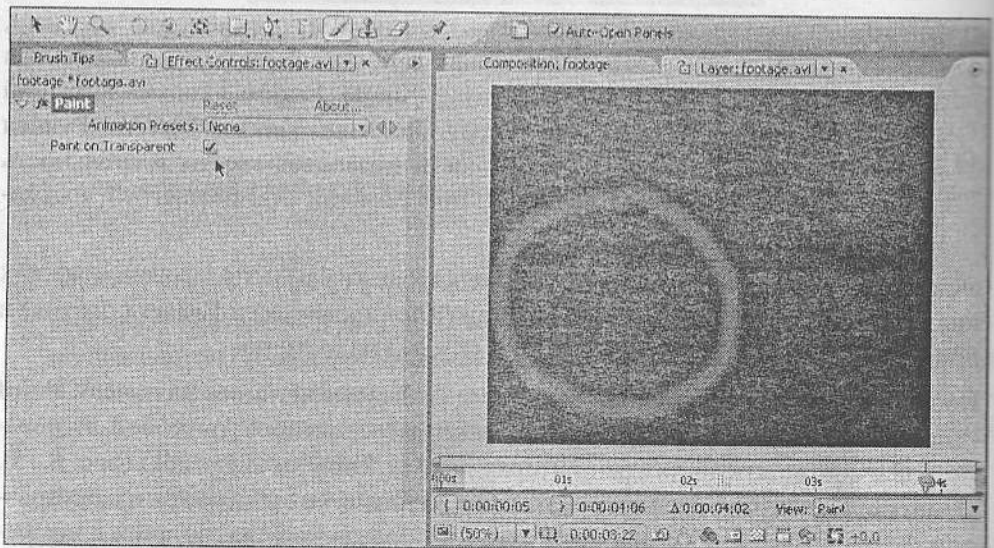 Auto-Open Panels
Brush Tips
Effect Controls: footage.avi
footage * footage.avi
Paint Reset About...
Animation Presets: None
Paint on Transparent
Composition: footage
Layer: footage.avi
01s 02s 03s
0:00:00:05 0:00:04:06 Δ 0:00:04:02 View: Paint
(50%) 0:00:03:22 +0.0